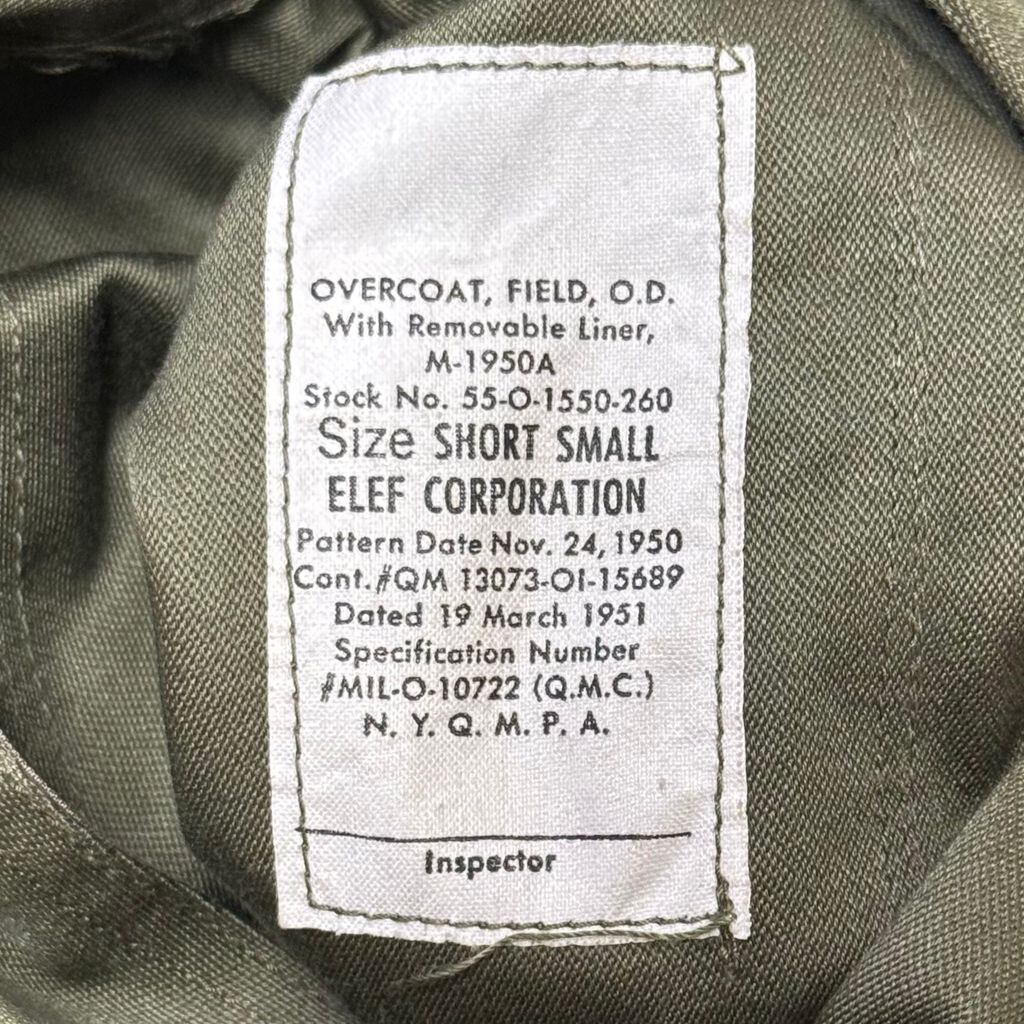 OVERCOAT, FIELD, O.D.
With Removable Liner,
M-1950A
Stock No. 55-O-1550-260
Size SHORT SMALL
ELEF CORPORATION
Pattern Date Nov. 24, 1950
Cont.#QM 13073-OI-15689
Dated 19 March 1951
Specification Number
#MIL-O-10722 (Q.M.C.)
N. Y. Q. M. P. A.
Inspector